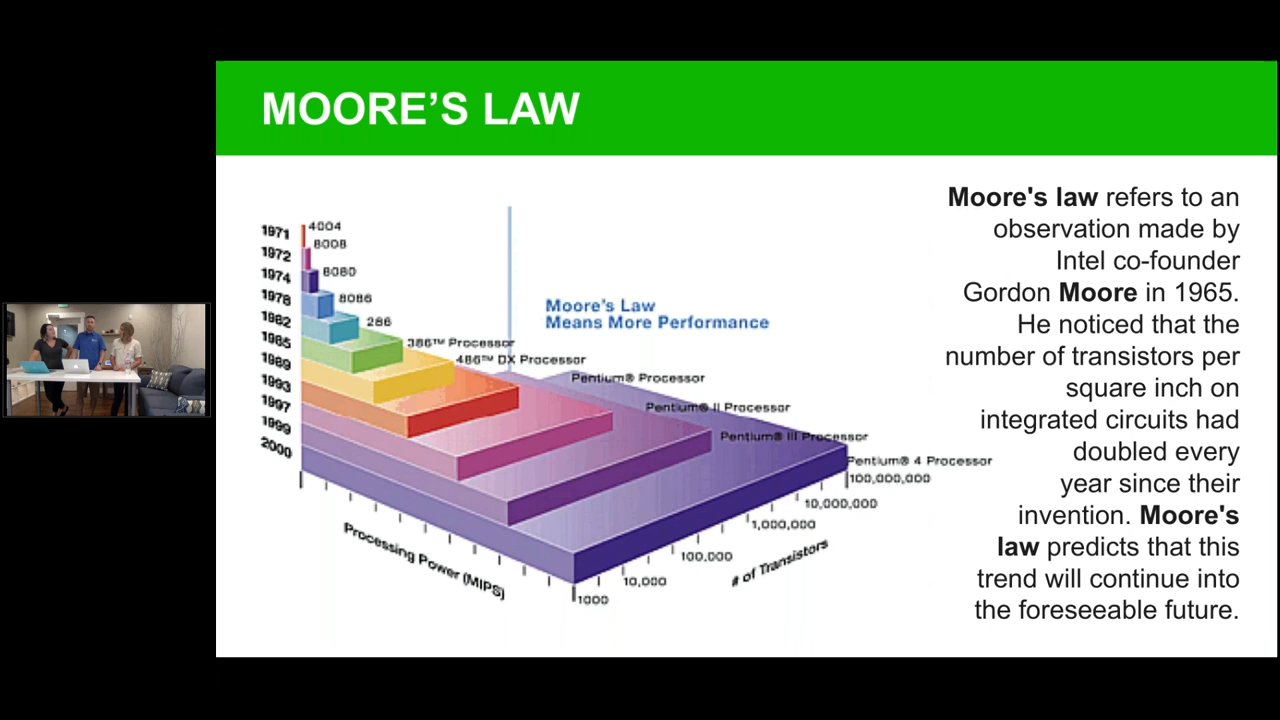 MOORE'S LAW
1971
4004
1972
8008
1974
8080
1978
8086
1982
286
1985
386™ Processor
1989
486™ DX Processor
1993
Pentium® Processor
1997
Pentium® II Processor
1999
Pentium® III Processor
2000
Pentium® 4 Processor
Moore's Law
Means More Performance
100,000,000
10,000,000
1,000,000
100,000
10,000
1000
Processing Power (MIPS)
# of Transistors
Moore's law refers to an
observation made by
Intel co-founder
Gordon Moore in 1965.
He noticed that the
number of transistors per
square inch on
integrated circuits had
doubled every
year since their
invention. Moore's
law predicts that this
trend will continue into
the foreseeable future.